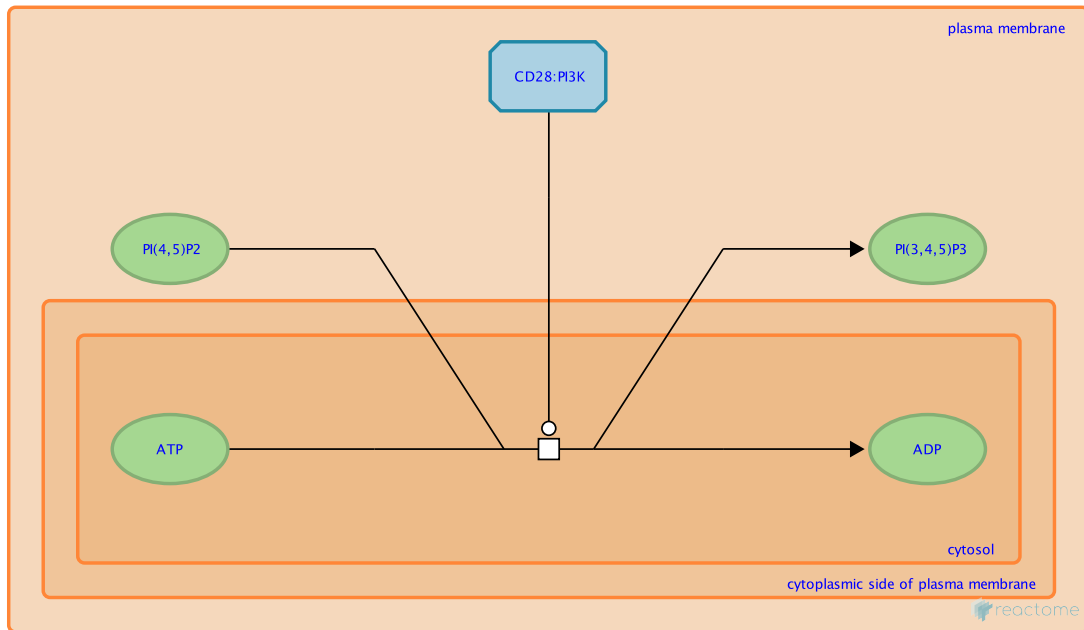 plasma membrane
CD28:PI3K
PI(4,5)P2
PI(3,4,5)P3
ATP
ADP
cytosol
cytoplasmic side of plasma membrane
reactome